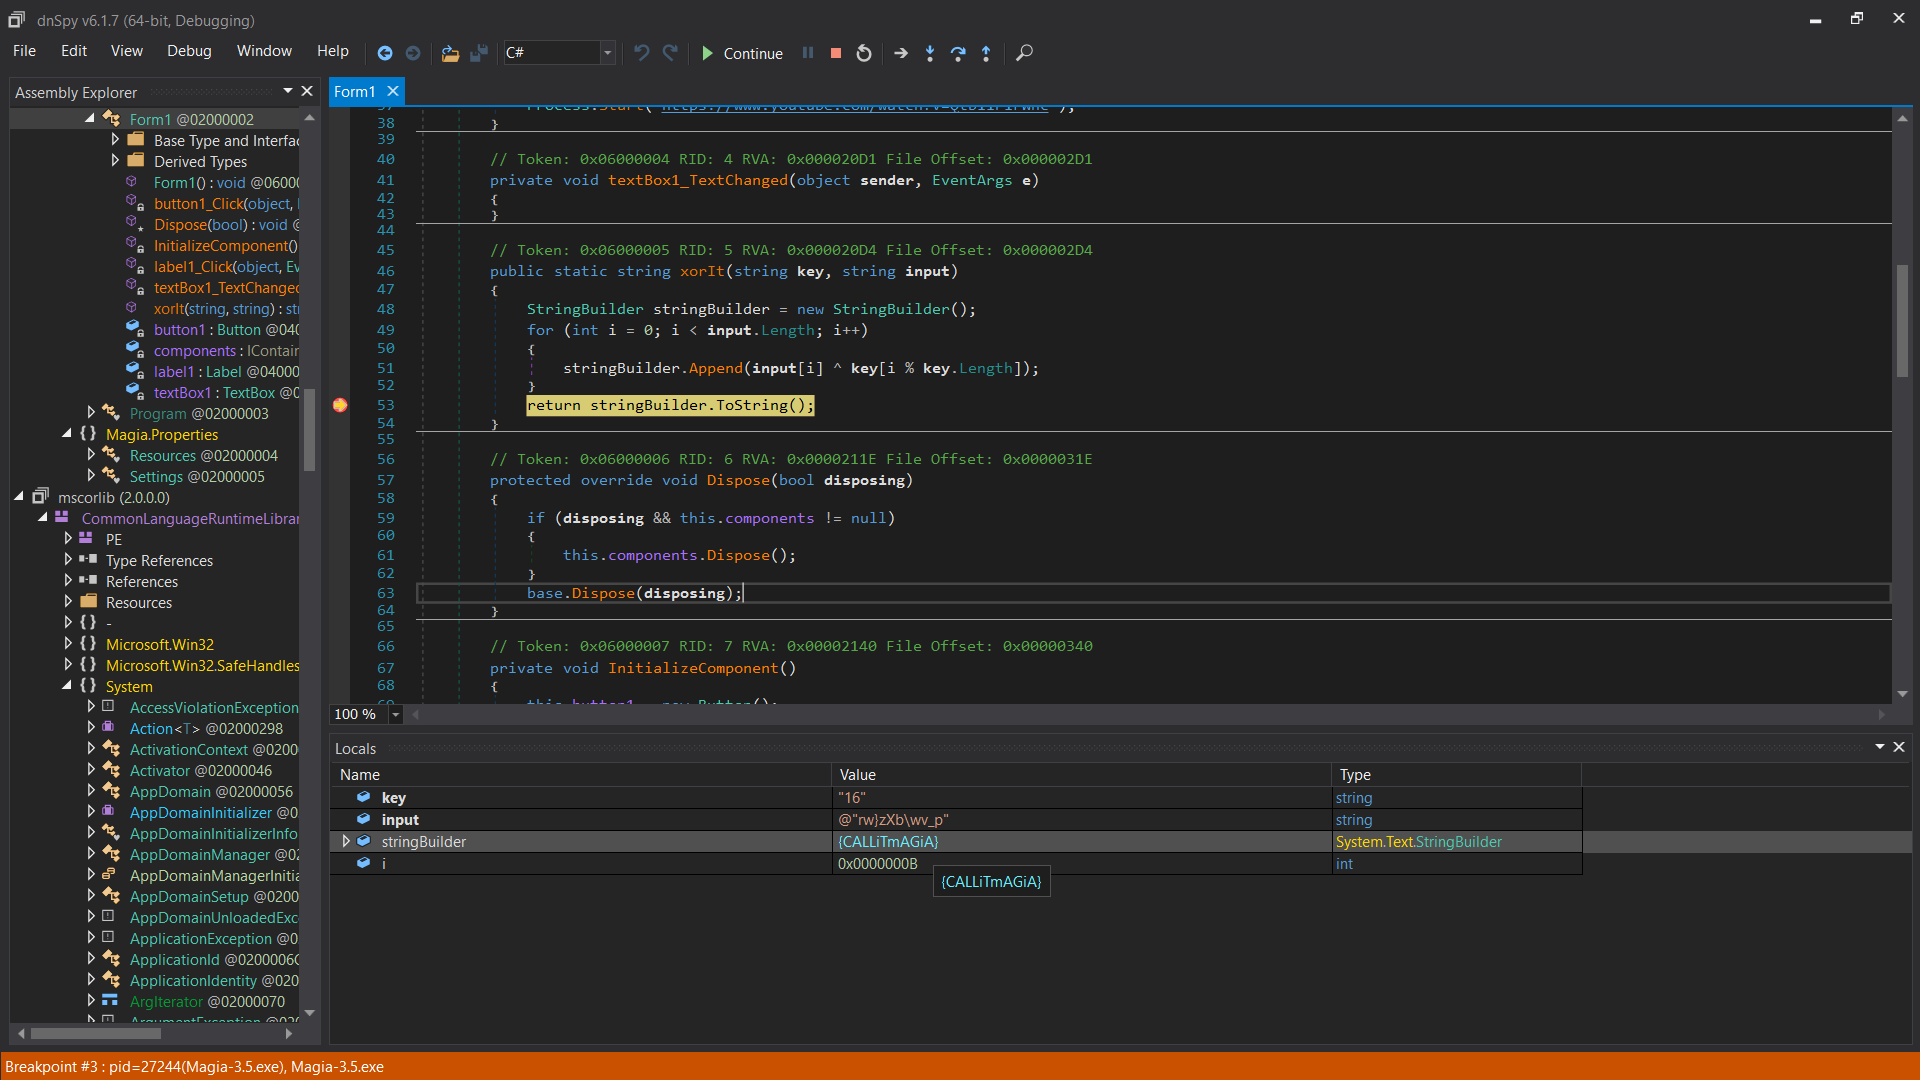 dnSpy v6.1.7 (64-bit, Debugging)
File Edit View Debug Window Help C# Continue
Assembly Explorer
Form1 @02000002
Base Type and Interfac
Derived Types
Form1() : void @0600
button1_Click(object,
Dispose(bool) : void @
InitializeComponent()
label1_Click(object, Ev
textBox1_TextChanged
xorIt(string, string) : st
button1 : Button @040
components : IContain
label1 : Label @04000
textBox1 : TextBox @0
Program @02000003
{ } Magia.Properties
Resources @02000004
Settings @02000005
mscorlib (2.0.0.0)
CommonLanguageRuntimeLibrar
PE
Type References
References
Resources
{ } -
{ } Microsoft.Win32
{ } Microsoft.Win32.SafeHandles
{ } System
AccessViolationException
Action<T> @02000298
ActivationContext @0200
Activator @02000046
AppDomain @02000056
AppDomainInitializer @0
AppDomainInitializerInfo
AppDomainManager @02
AppDomainManagerInitia
AppDomainSetup @0200
AppDomainUnloadedExc
ApplicationException @0
ApplicationId @0200006C
ApplicationIdentity @020
ArgIterator @02000070
Form1
38 }
39
40 // Token: 0x06000004 RID: 4 RVA: 0x000020D1 File Offset: 0x000002D1
41 private void textBox1_TextChanged(object sender, EventArgs e)
42 {
43 }
44
45 // Token: 0x06000005 RID: 5 RVA: 0x000020D4 File Offset: 0x000002D4
46 public static string xorIt(string key, string input)
47 {
48 StringBuilder stringBuilder = new StringBuilder();
49 for (int i = 0; i < input.Length; i++)
50 {
51 stringBuilder.Append(input[i] ^ key[i % key.Length]);
52 }
53 return stringBuilder.ToString();
54 }
55
56 // Token: 0x06000006 RID: 6 RVA: 0x0000211E File Offset: 0x0000031E
57 protected override void Dispose(bool disposing)
58 {
59 if (disposing && this.components != null)
60 {
61 this.components.Dispose();
62 }
63 base.Dispose(disposing);
64 }
65
66 // Token: 0x06000007 RID: 7 RVA: 0x00002140 File Offset: 0x00000340
67 private void InitializeComponent()
68 {
100 %
Locals
Name Value Type
key "16" string
input @"rw}zXb\wv_p" string
stringBuilder {CALLiTmAGiA} System.Text.StringBuilder
i 0x0000000B int
{CALLiTmAGiA}
Breakpoint #3 : pid=27244(Magia-3.5.exe), Magia-3.5.exe